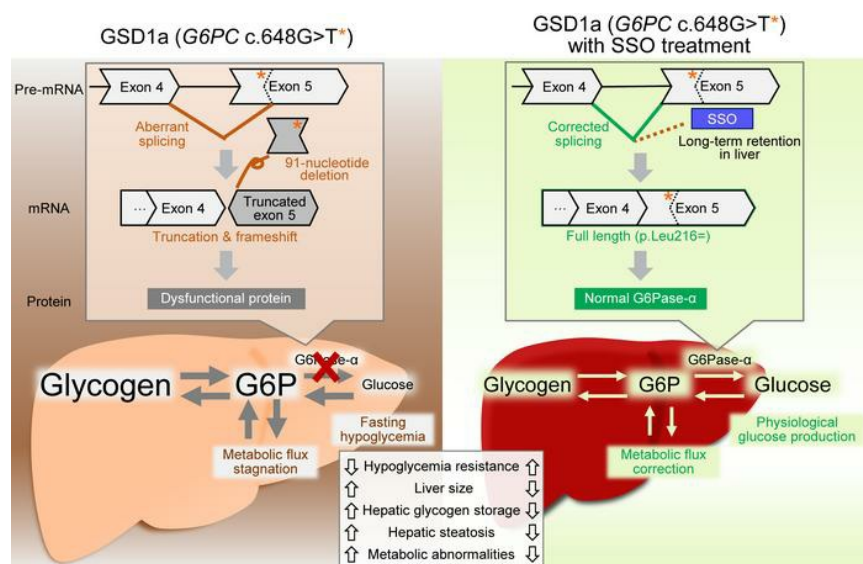 GSD1a (G6PC c.648G>T*)
Pre-mRNA
Exon 4
*
Exon 5
Aberrant
splicing
*
91-nucleotide
deletion
mRNA
...
Exon 4
Truncated
exon 5
Truncation & frameshift
Protein
Dysfunctional protein
Glycogen
G6P
G6Pase-α
Glucose
Fasting
hypoglycemia
Metabolic flux
stagnation
GSD1a (G6PC c.648G>T*)
with SSO treatment
Exon 4
*
Exon 5
SSO
Corrected
splicing
Long-term retention
in liver
...
Exon 4
*
Exon 5
Full length (p.Leu216=)
Normal G6Pase-α
Glycogen
G6P
G6Pase-α
Glucose
Physiological
glucose production
Metabolic flux
correction
⇩ Hypoglycemia resistance ⇧
⇧ Liver size ⇩
⇧ Hepatic glycogen storage ⇩
⇧ Hepatic steatosis ⇩
⇧ Metabolic abnormalities ⇩